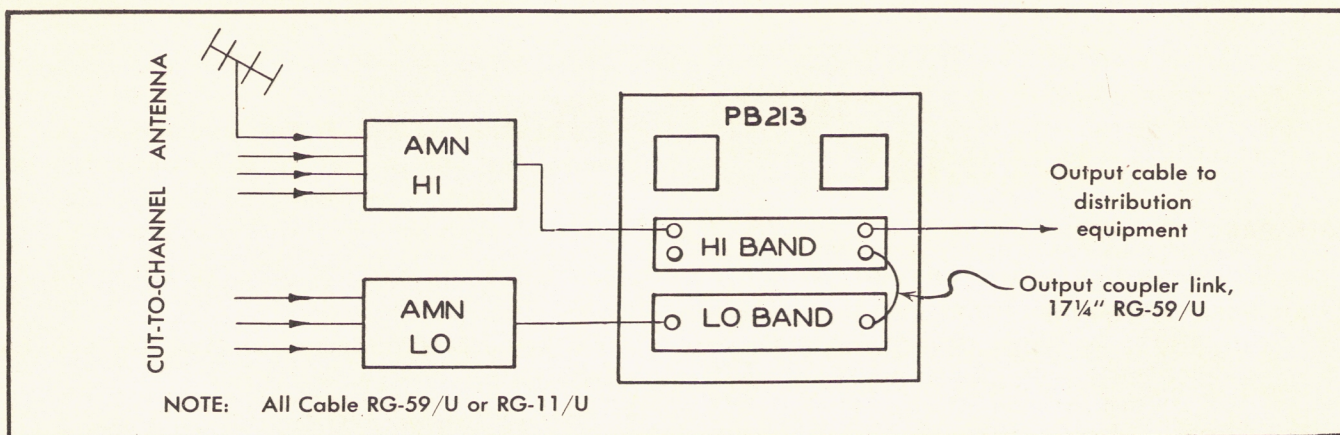 CUT-TO-CHANNEL ANTENNA
AMN
HI
AMN
LO
PB213
HI BAND
LO BAND
Output cable to
distribution
equipment
Output coupler link,
17¼" RG-59/U
NOTE: All Cable RG-59/U or RG-11/U